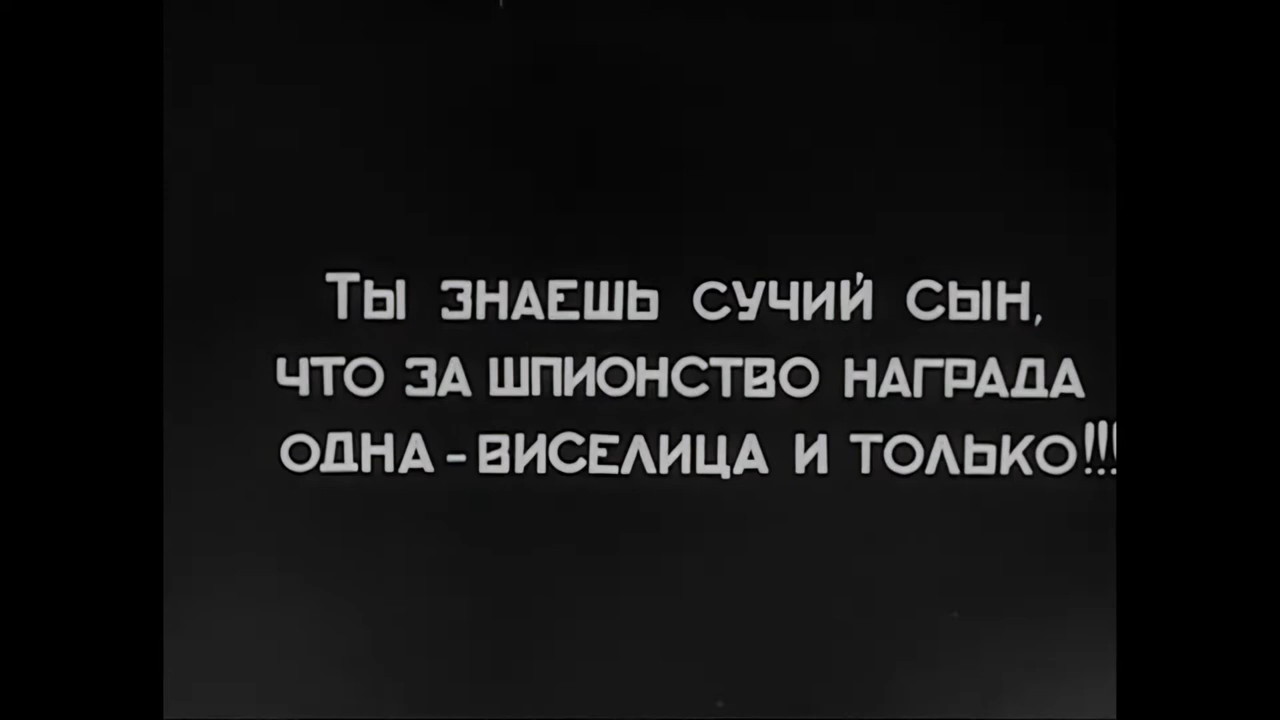 Ты знаешь сучий сын,
что за шпионство награда
одна - виселица и только!!!